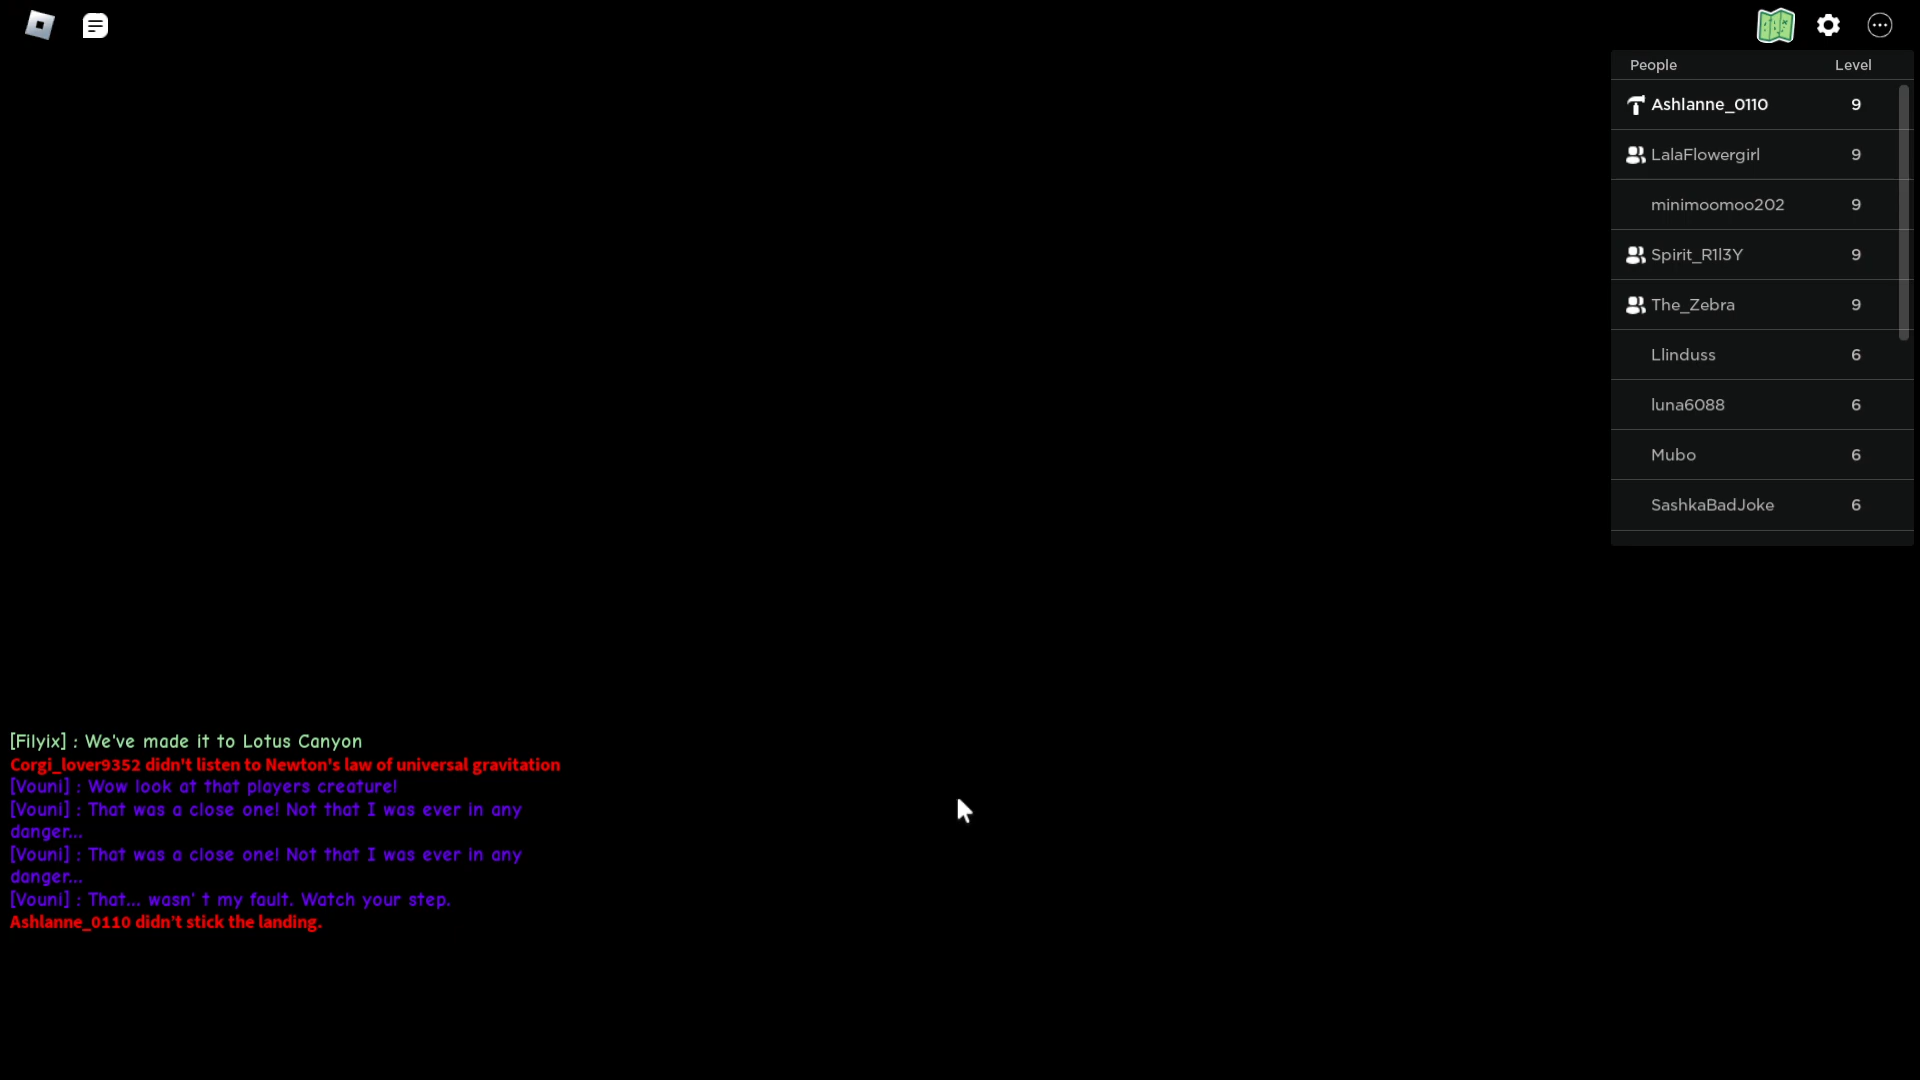 People Level
Ashlanne_0110 9
LalaFlowergirl 9
minimoomoo202 9
Spirit_R1l3Y 9
The_Zebra 9
Llinduss 6
luna6088 6
Mubo 6
SashkaBadJoke 6
[Filyix] : We've made it to Lotus Canyon
Corgi_lover9352 didn't listen to Newton's law of universal gravitation
[Vouni] : Wow look at that players creature!
[Vouni] : That was a close one! Not that I was ever in any
danger...
[Vouni] : That was a close one! Not that I was ever in any
danger...
[Vouni] : That... wasn' t my fault. Watch your step.
Ashlanne_0110 didn't stick the landing.